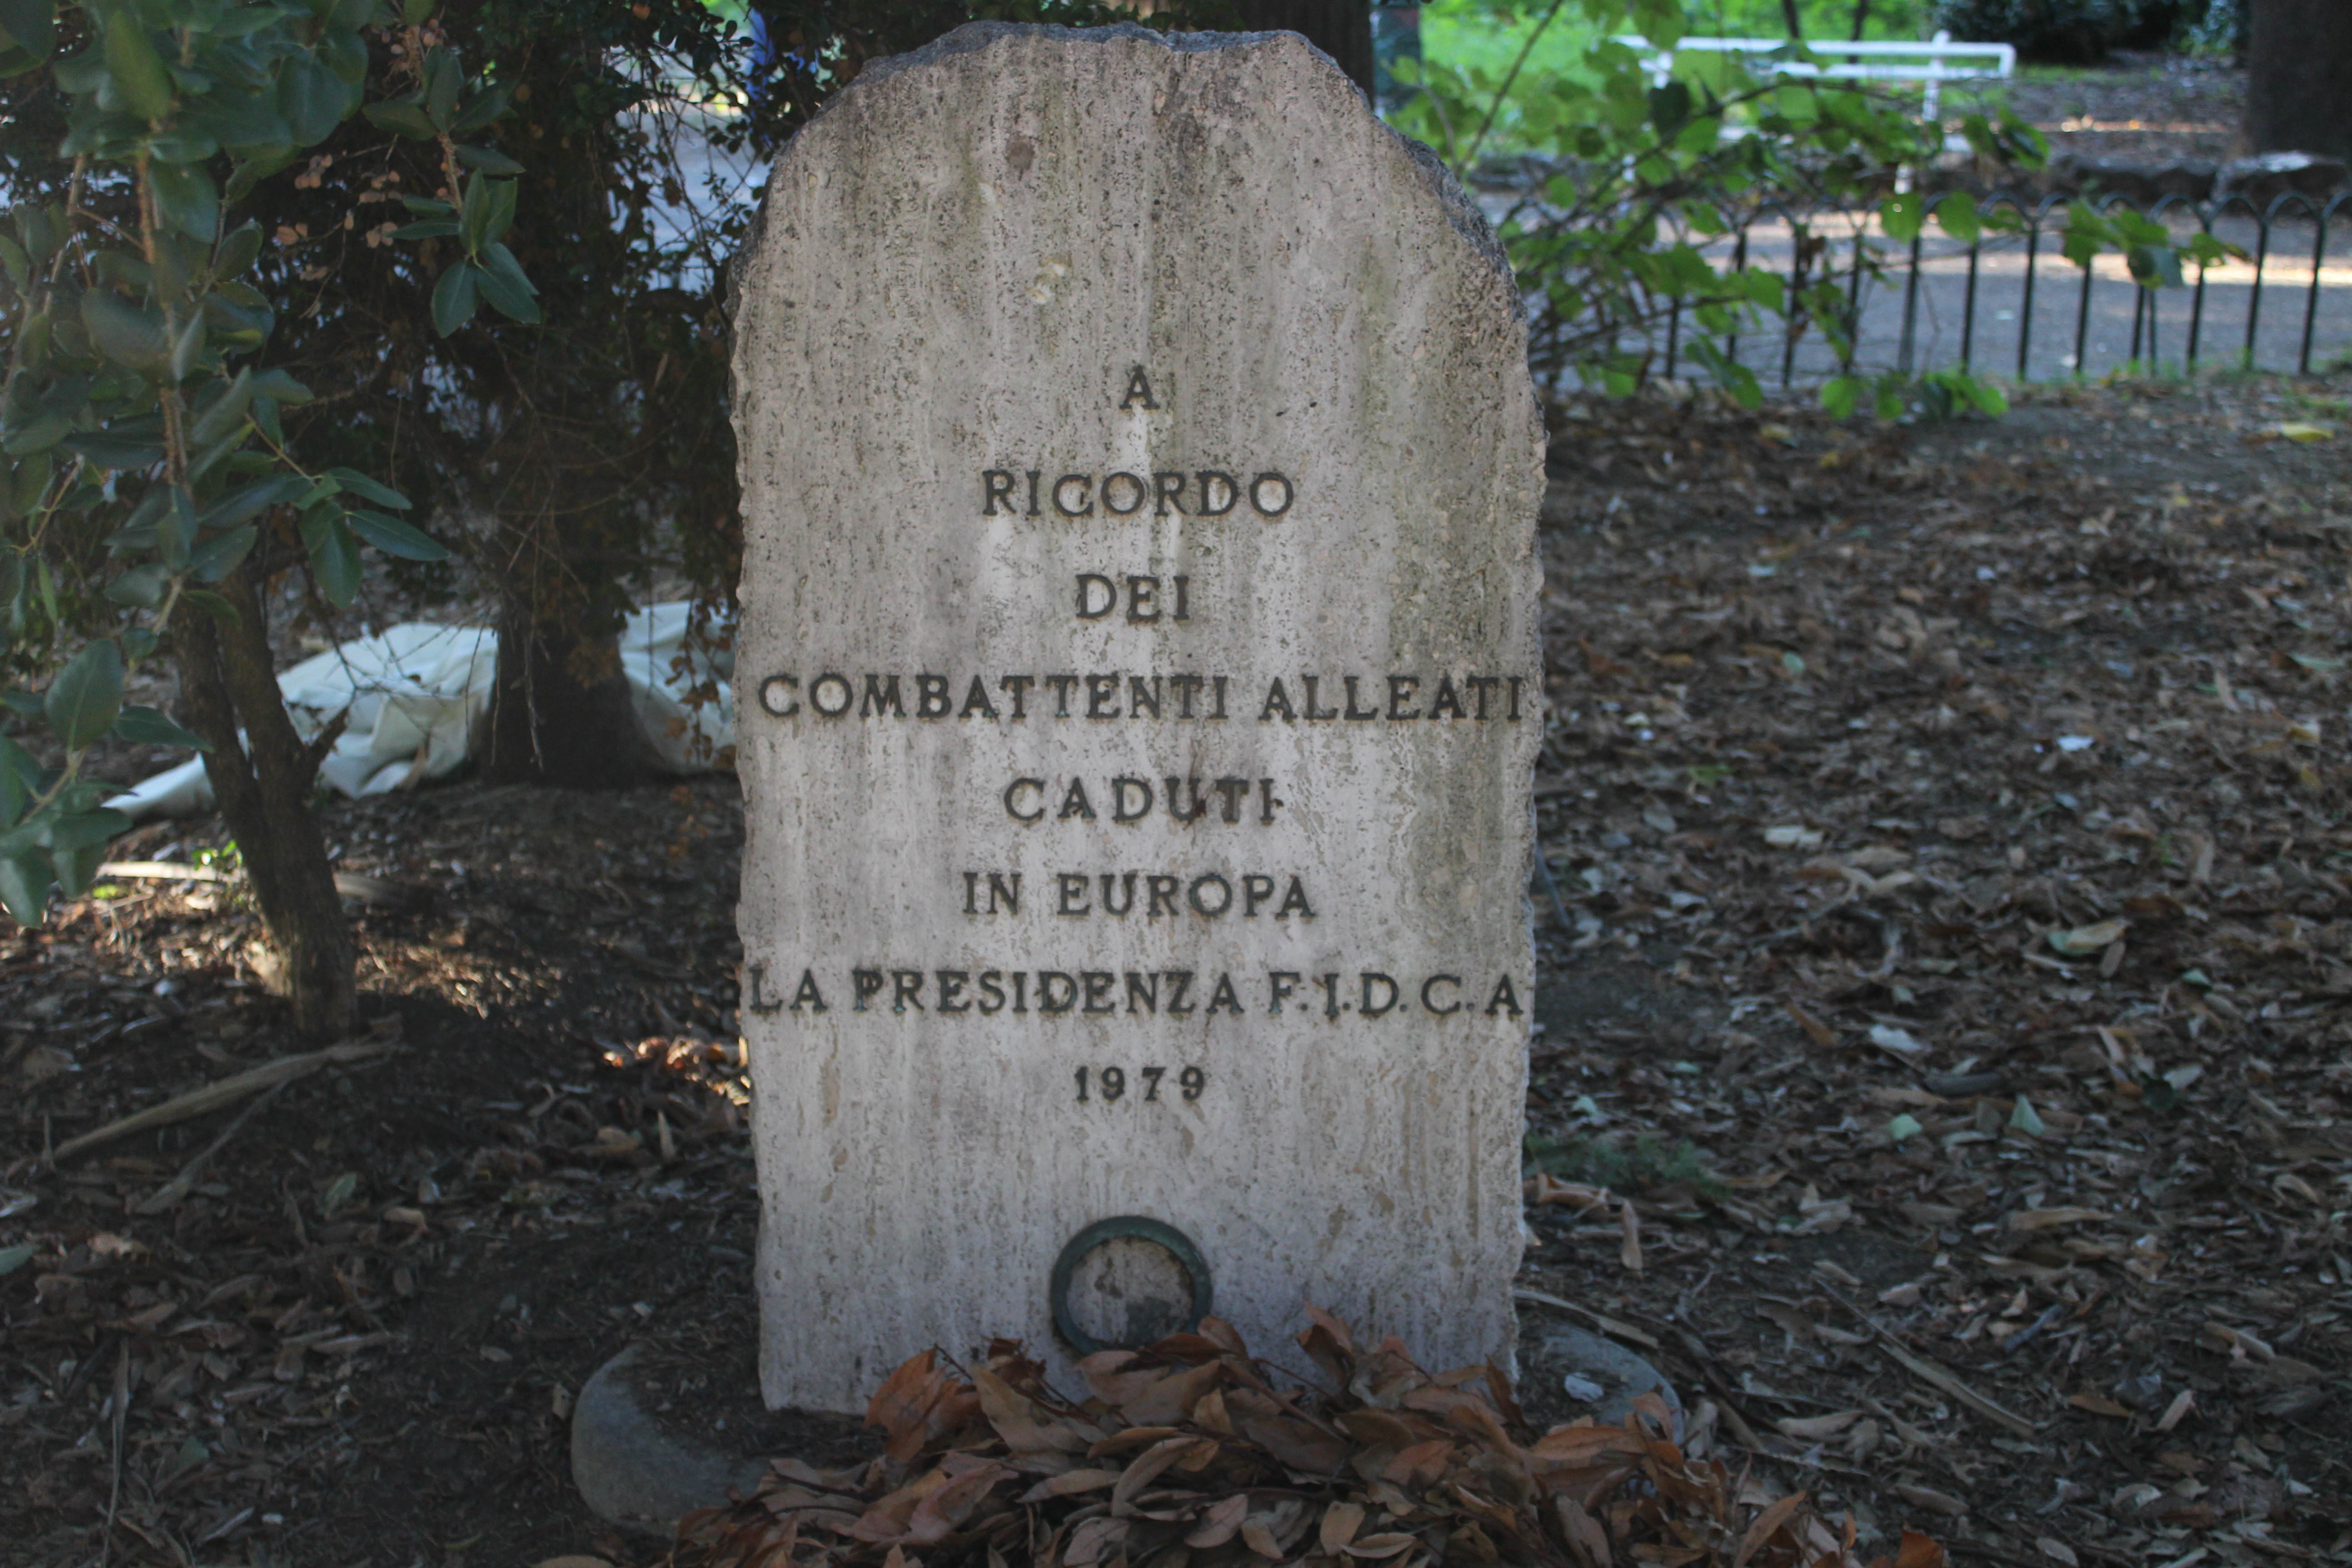 A
RICORDO
DEI
COMBATTENTI ALLEATI
CADUTI
IN EUROPA
LA PRESIDENZA F.I.D.C.A
1979